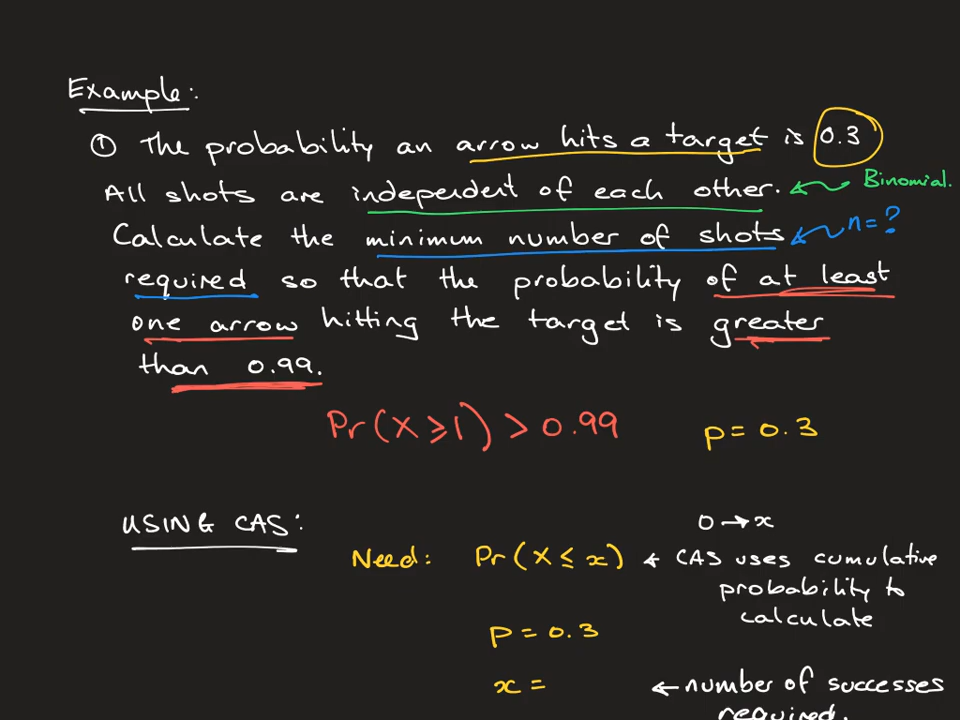 Example:
① The probability an arrow hits a target is 0.3
All shots are independent of each other. Binomial.
Calculate the minimum number of shots n=?
required so that the probability of at least
one arrow hitting the target is greater
than 0.99.
Pr(X≥1) > 0.99 p= 0.3
USING CAS:
0→x
Need: Pr(X≤x) ← CAS uses cumulative
probability to
calculate
p = 0.3
x = ← number of successes
required.